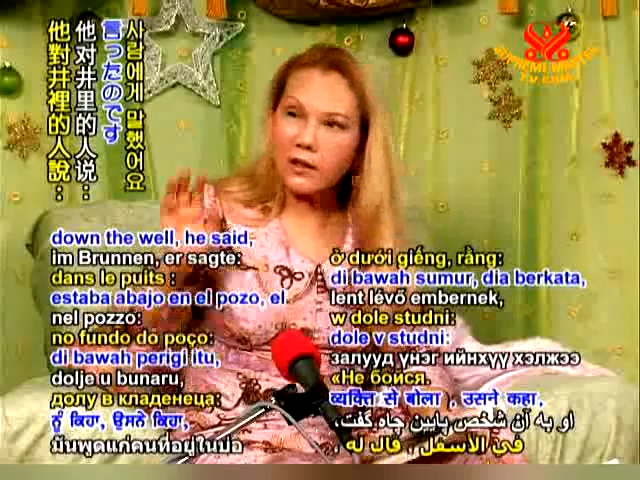 사람에게 말했어요
言ったのです
他对井里的人说：
他對井裡的人說：
SUPREME MASTER
TV.COM
down the well, he said,
im Brunnen, er sagte:
dans le puits :
estaba abajo en el pozo, el
nel pozzo:
no fundo do poço:
di bawah perigi itu,
dolje u bunaru,
долу в кладенеца:
ਨੂੰ ਕਿਹਾ, ਉਸਨੇ ਕਿਹਾ,
มันพูดแก่คนที่อยู่ในบ่อ
ở dưới giếng, rằng:
di bawah sumur, dia berkata,
lent lévő embernek,
w dole studni:
dole v studni:
залууд үнэг ийнхүү хэлжээ
«Не бойся.
व्यक्ति से बोला , उसने कहा,
او به آن شخص پایین چاه گفت،
في الأسفل , قال له